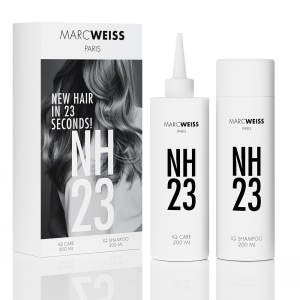 MARCWEISS
PARIS
NEW HAIR
IN 23
SECONDS!
NH
23
IQ CARE
200 ML
IQ SHAMPOO
200 ML
MARCWEISS
PARIS
NH
23
IQ CARE
200 ML
MARCWEISS
PARIS
NH
23
IQ SHAMPOO
200 ML